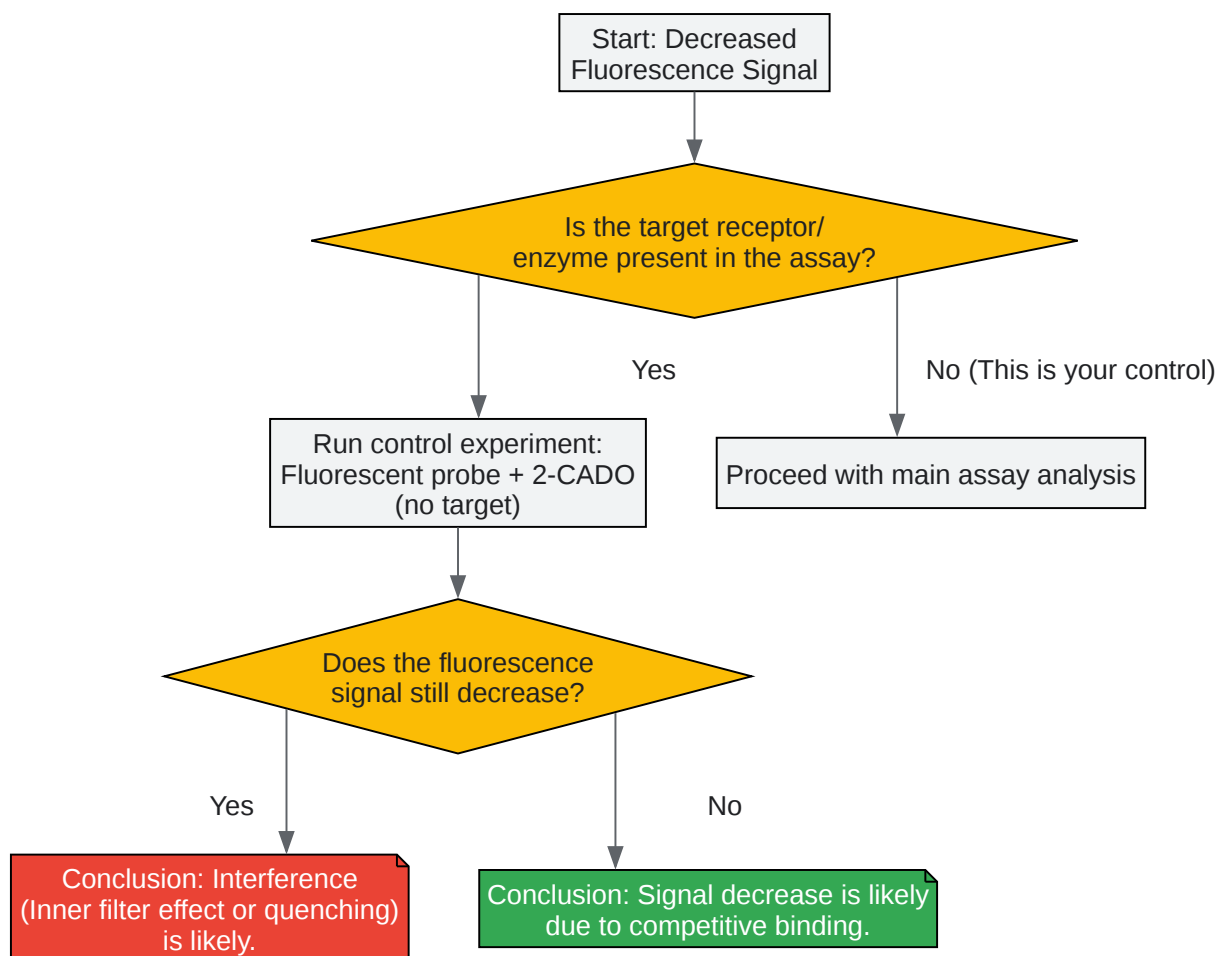 Start: Decreased
Fluorescence Signal
Is the target receptor/
enzyme present in the assay?
Yes
No (This is your control)
Run control experiment:
Fluorescent probe + 2-CADO
(no target)
Proceed with main assay analysis
Does the fluorescence
signal still decrease?
Yes
No
Conclusion: Interference
(Inner filter effect or quenching)
is likely.
Conclusion: Signal decrease is likely
due to competitive binding.